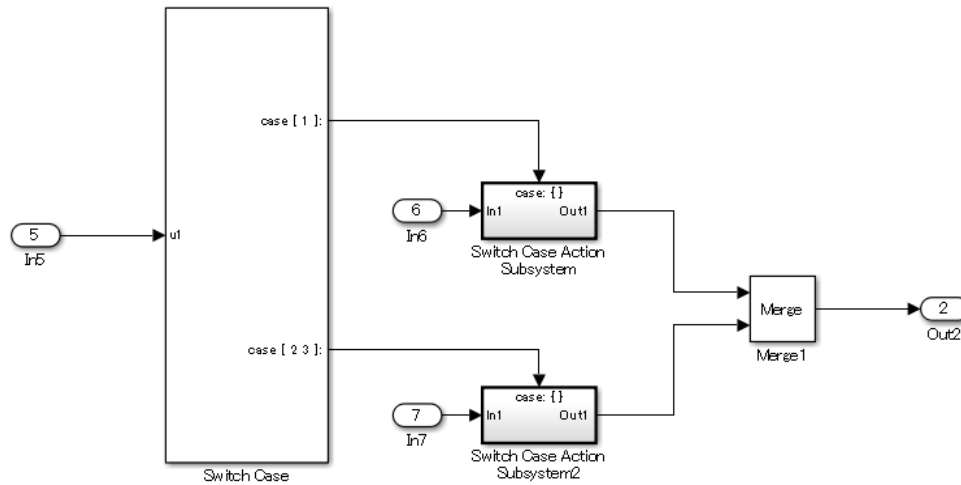 case [ 1 ]:
case: { }
6
In1
Out1
In6
Switch Case Action
Subsystem
5
u1
In5
Merge
2
Merge1
Out2
case [ 2 3 ]:
case: { }
7
In1
Out1
In7
Switch Case Action
Subsystem2
Switch Case